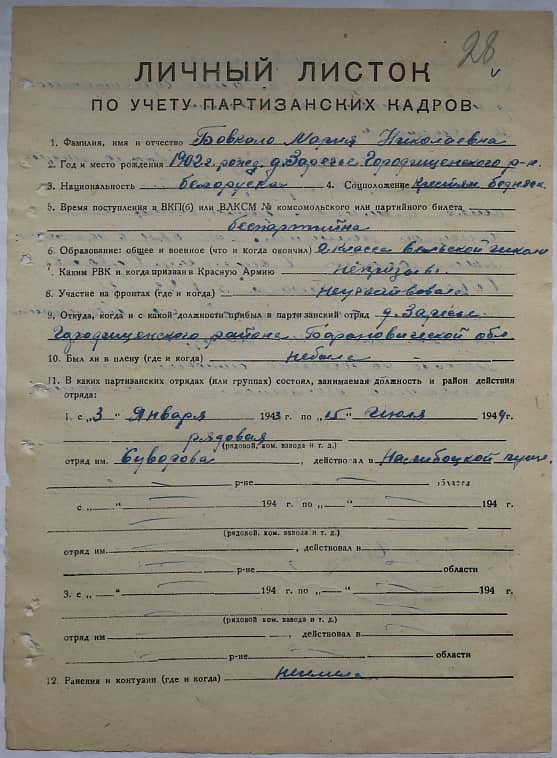 28
ЛИЧНЫЙ ЛИСТОК
ПО УЧЕТУ ПАРТИЗАНСКИХ КАДРОВ
1. Фамилия, имя и отчество Бовкало Мария Николаевна
2. Год и место рождения 1902 г. рожд. д. Заречье Городищенского р-н.
3. Национальность белорусска 4. Соцположение Крестьян. бедняк.
5. Время поступления в ВКП(б) или ВЛКСМ № комсомольского или партийного билета
беспартийна
6. Образование: общее и военное (что и когда окончил) класса сельской школы
7. Каким РВК и когда призван в Красную Армию непризыв.
8. Участие на фронтах (где и когда) неучаствовала
9. Откуда, когда и с какой должности прибыл в партизанский отряд д. Заречье
Городищенского района Барановической обл
10. Был ли в плену (где и когда) небыла
11. В каких партизанских отрядах (или группах) состоял, занимаемая должность и район действия
отряда:
1. с „3“ Января 1943 г. по „15“ Июля 1944 г.
рядовая
(рядовой, ком. взвода и т. д.)
отряд им. Суворова, действовал в Налибоцкой пуще.
р-не области
с „—“ 194 г. по „—“ 194 г.
(рядовой, ком. взвода и т. д.)
отряд им. , действовал в
р-не области
3. с „—“ 194 г. по „—“ 194 г.
(рядовой, ком. взвода и т. д.)
отряд им , действовал в
р-не области
12. Ранения и контузии (где и когда) неимела